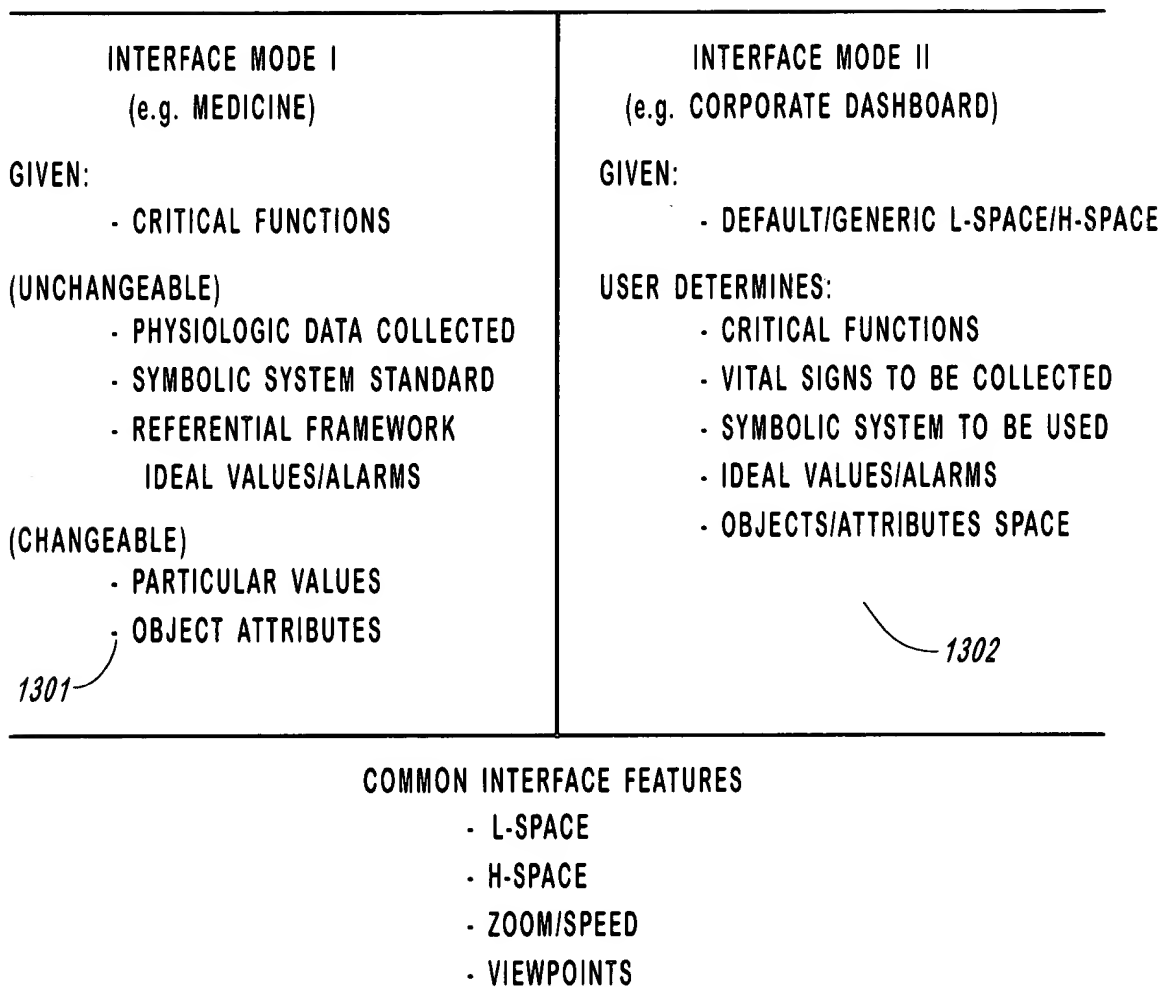 INTERFACE MODE I
(e.g. MEDICINE)
GIVEN:
- CRITICAL FUNCTIONS
(UNCHANGEABLE)
- PHYSIOLOGIC DATA COLLECTED
- SYMBOLIC SYSTEM STANDARD
- REFERENTIAL FRAMEWORK
IDEAL VALUES/ALARMS
(CHANGEABLE)
- PARTICULAR VALUES
- OBJECT ATTRIBUTES
1301
INTERFACE MODE II
(e.g. CORPORATE DASHBOARD)
GIVEN:
- DEFAULT/GENERIC L-SPACE/H-SPACE
USER DETERMINES:
- CRITICAL FUNCTIONS
- VITAL SIGNS TO BE COLLECTED
- SYMBOLIC SYSTEM TO BE USED
- IDEAL VALUES/ALARMS
- OBJECTS/ATTRIBUTES SPACE
1302
COMMON INTERFACE FEATURES
- L-SPACE
- H-SPACE
- ZOOM/SPEED
- VIEWPOINTS